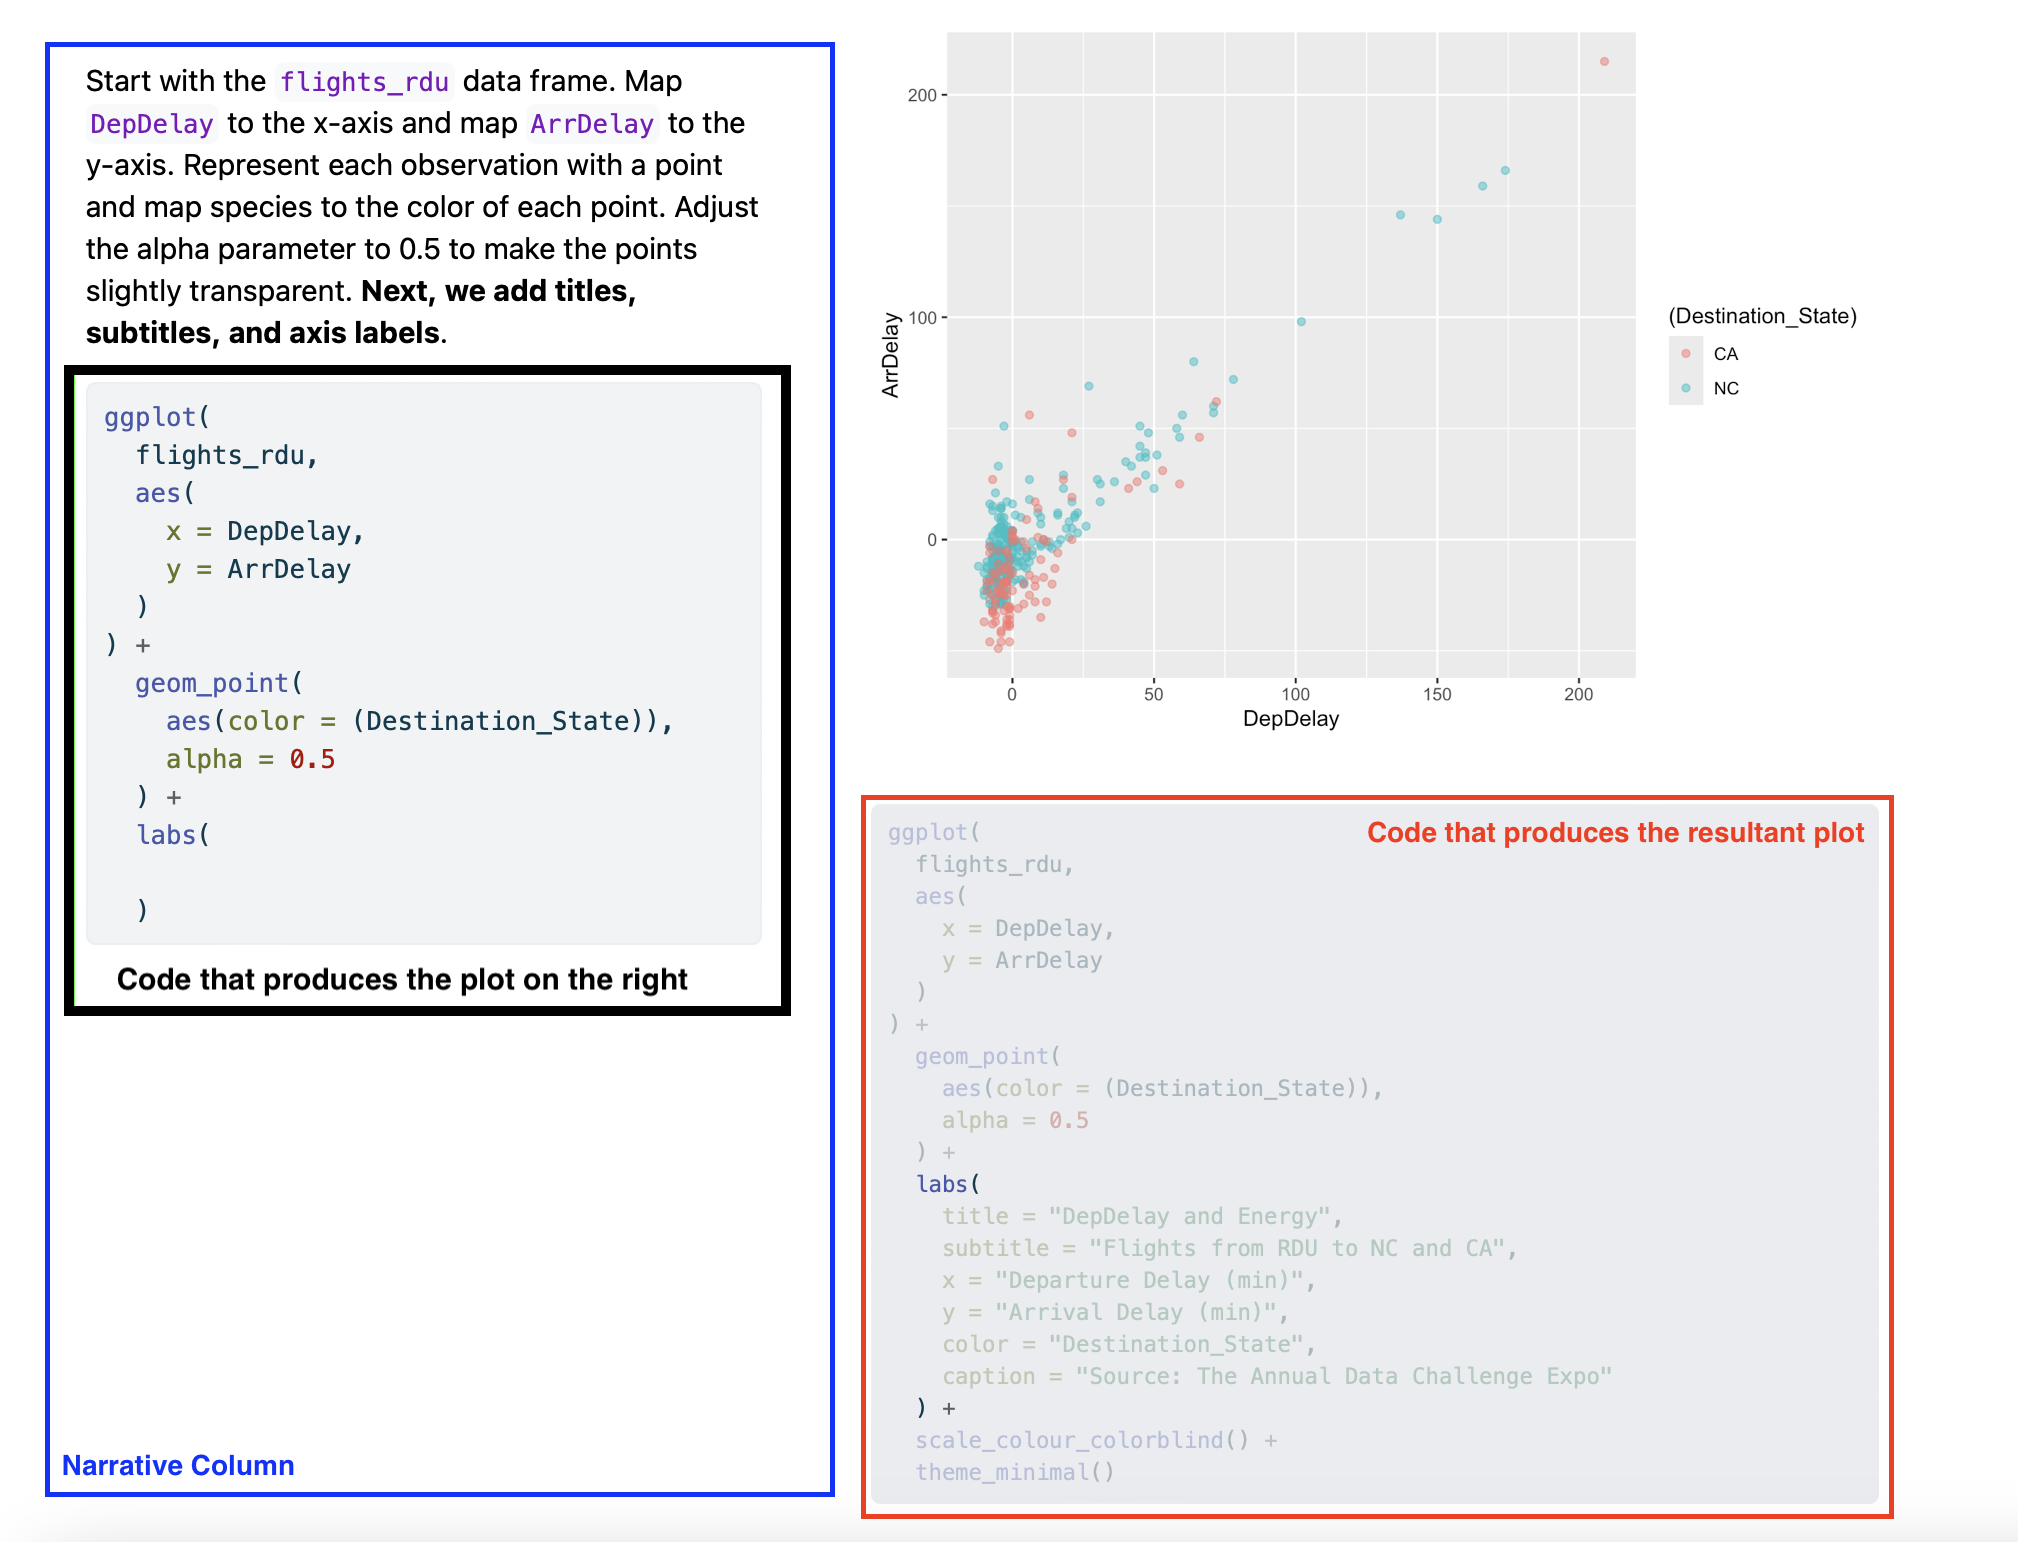 Start with the flights_rdu data frame. Map
DepDelay to the x-axis and map ArrDelay to the
y-axis. Represent each observation with a point
and map species to the color of each point. Adjust
the alpha parameter to 0.5 to make the points
slightly transparent. Next, we add titles,
subtitles, and axis labels.
ggplot(
flights_rdu,
aes(
x = DepDelay,
y = ArrDelay
)
) +
geom_point(
aes(color = (Destination_State)),
alpha = 0.5
) +
labs(
)
Code that produces the plot on the right
Narrative Column
200
100
0
ArrDelay
0 50 100 150 200
DepDelay
(Destination_State)
CA
NC
Code that produces the resultant plot
ggplot(
flights_rdu,
aes(
x = DepDelay,
y = ArrDelay
)
) +
geom_point(
aes(color = (Destination_State)),
alpha = 0.5
) +
labs(
title = "DepDelay and Energy",
subtitle = "Flights from RDU to NC and CA",
x = "Departure Delay (min)",
y = "Arrival Delay (min)",
color = "Destination_State",
caption = "Source: The Annual Data Challenge Expo"
) +
scale_colour_colorblind() +
theme_minimal()